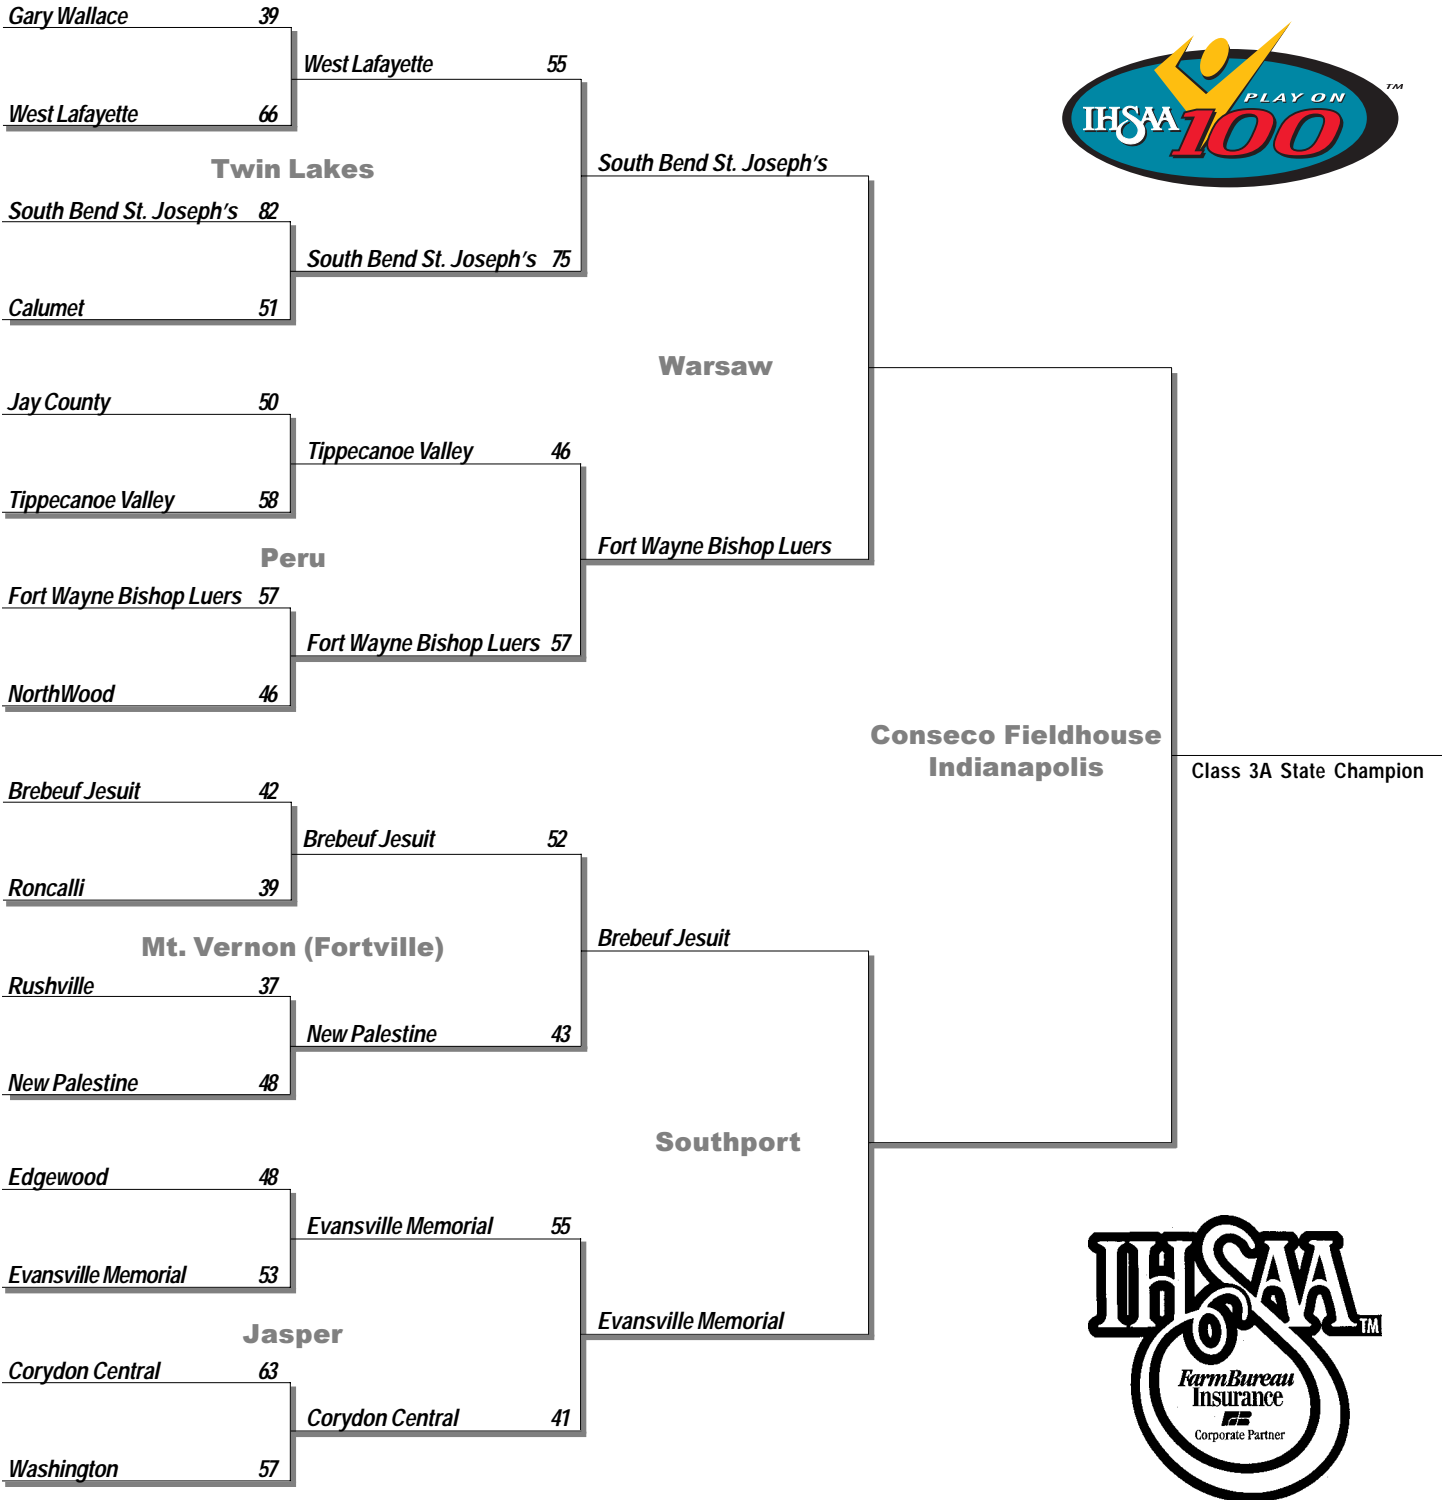 Gary Wallace 39
West Lafayette 55
West Lafayette 66
Twin Lakes
South Bend St. Joseph's
South Bend St. Joseph's 82
South Bend St. Joseph's 75
Calumet 51
Warsaw
Jay County 50
Tippecanoe Valley 46
Tippecanoe Valley 58
Fort Wayne Bishop Luers
Peru
Fort Wayne Bishop Luers 57
Fort Wayne Bishop Luers 57
NorthWood 46
Conseco Fieldhouse
Indianapolis
Class 3A State Champion
Brebeuf Jesuit 42
Brebeuf Jesuit 52
Roncalli 39
Brebeuf Jesuit
Mt. Vernon (Fortville)
Rushville 37
New Palestine 43
New Palestine 48
Southport
Edgewood 48
Evansville Memorial 55
Evansville Memorial 53
Evansville Memorial
Jasper
Corydon Central 63
Corydon Central 41
Washington 57
IHSAA 100 PLAY ON TM
IHSAA TM
Farm Bureau
Insurance
FB
Corporate Partner